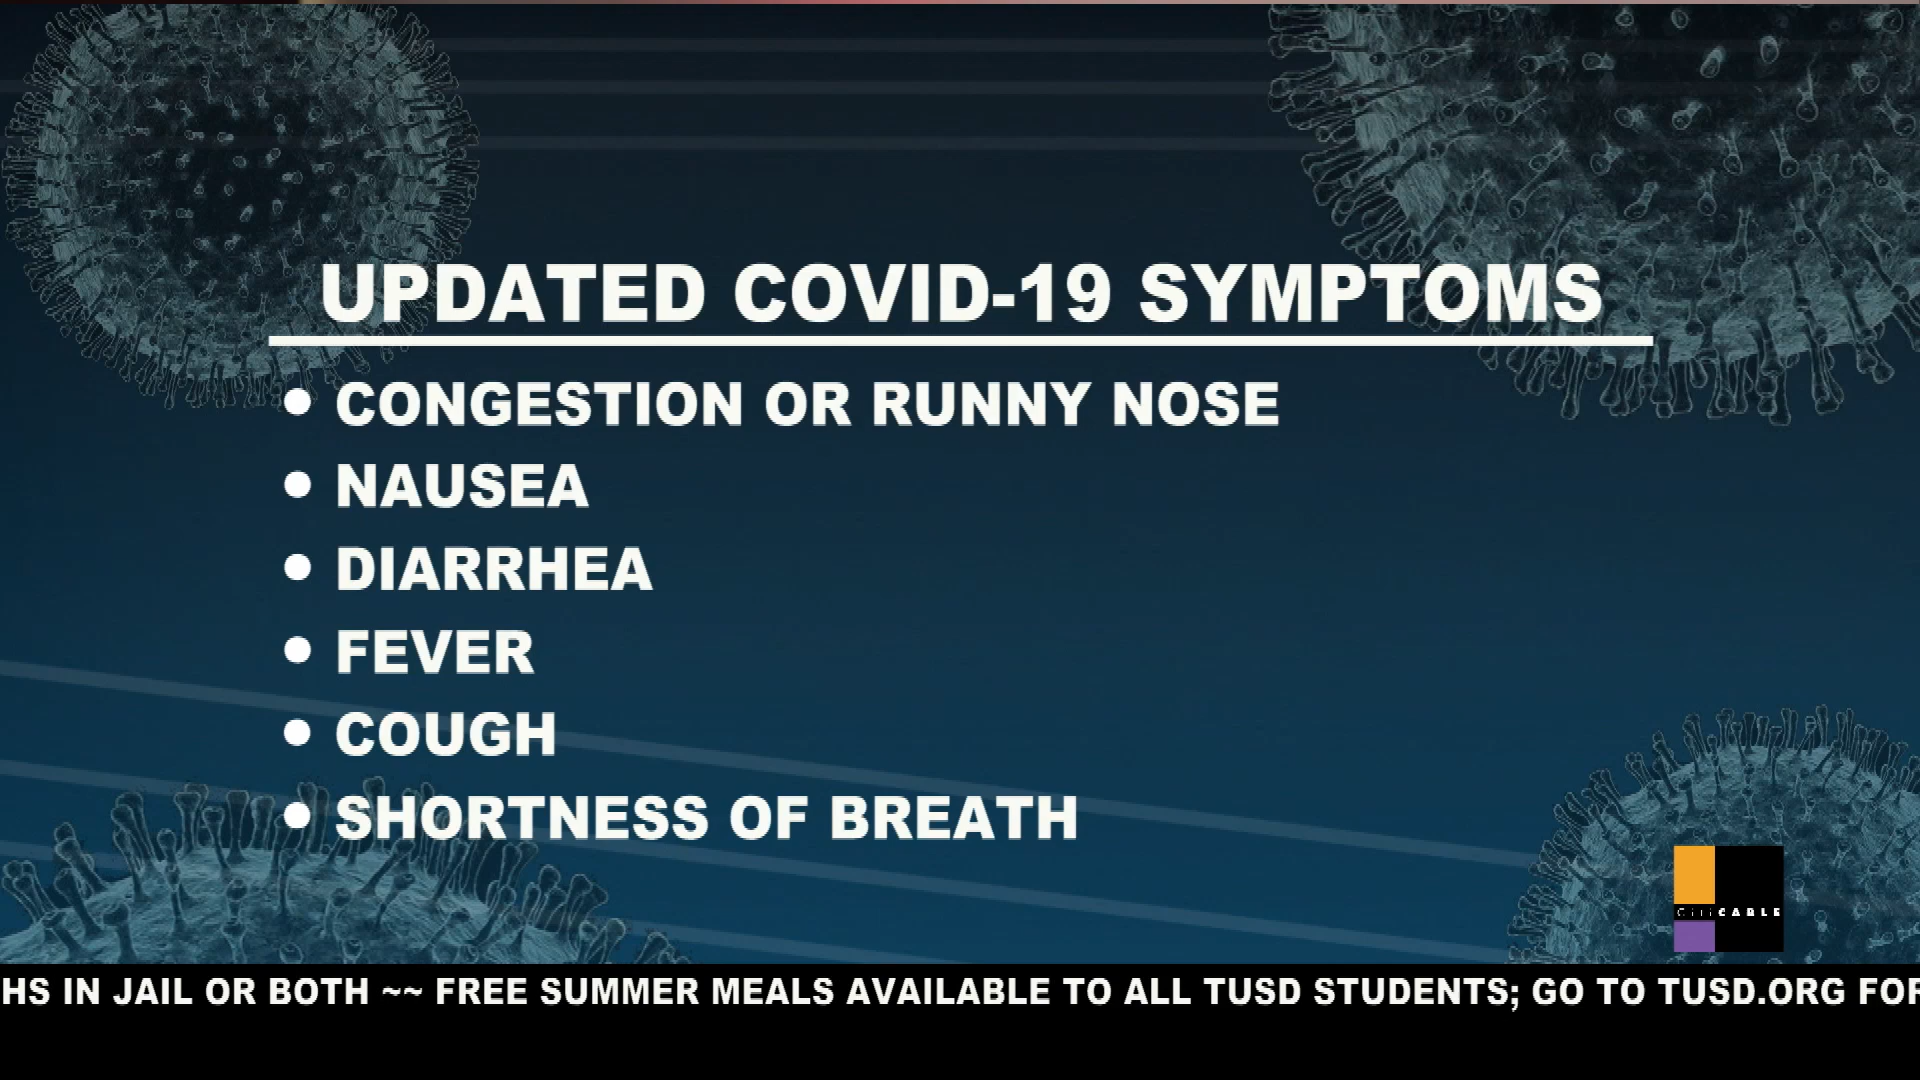 UPDATED COVID-19 SYMPTOMS
• CONGESTION OR RUNNY NOSE
• NAUSEA
• DIARRHEA
• FEVER
• COUGH
• SHORTNESS OF BREATH
CITICABLE
HS IN JAIL OR BOTH ~~ FREE SUMMER MEALS AVAILABLE TO ALL TUSD STUDENTS; GO TO TUSD.ORG FOR